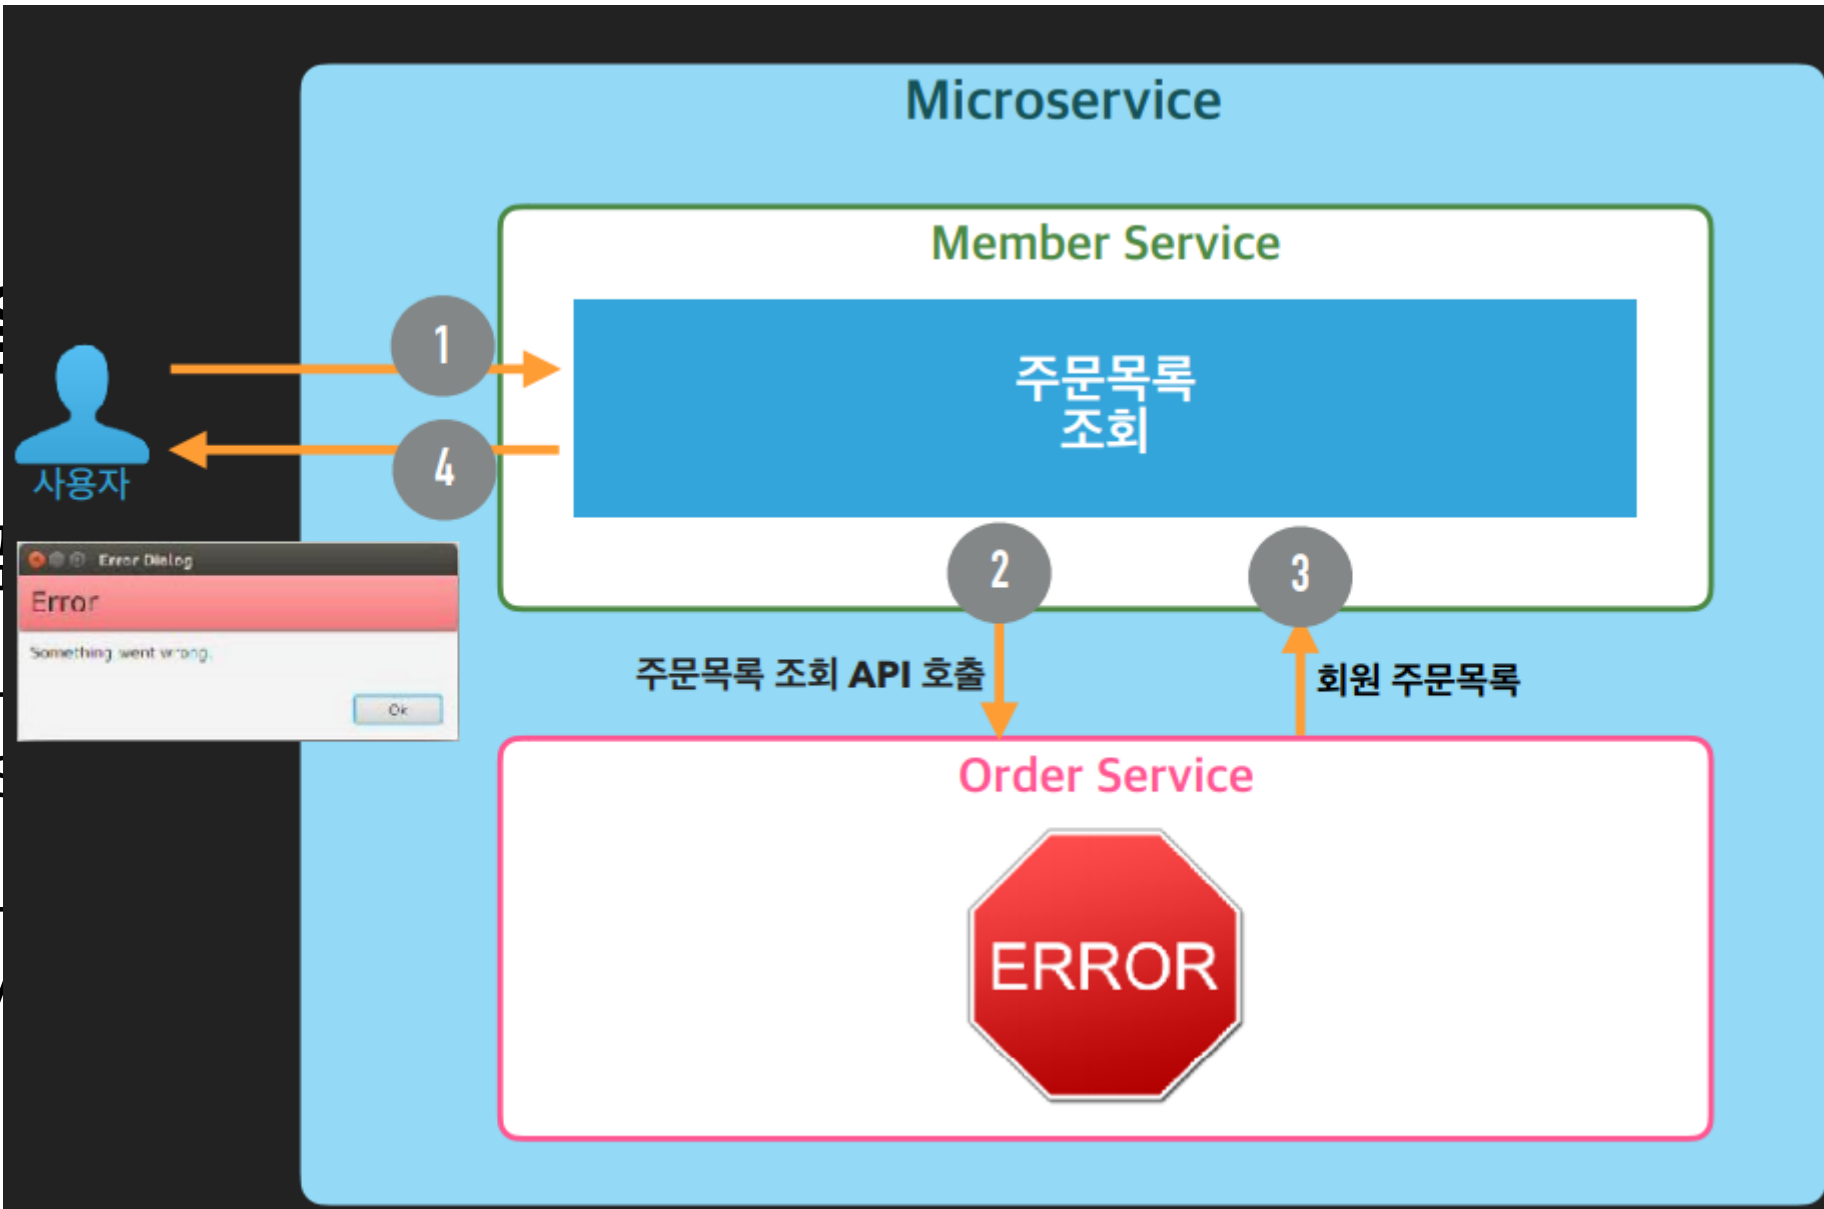 Microservice
Member Service
주문목록
조회
1
4
사용자
Error Dialog
Error
Something went wrong.
Ok
2
3
주문목록 조회 API 호출
회원 주문목록
Order Service
ERROR